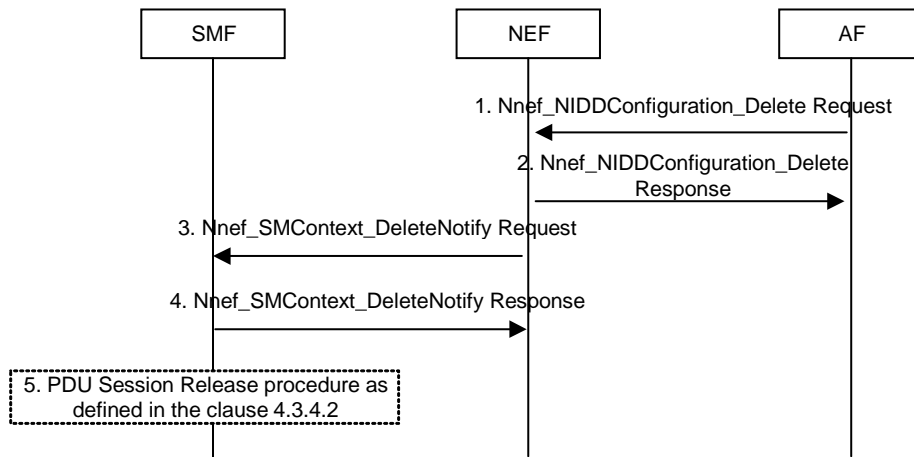 SMF
NEF
AF
1. Nnef_NIDDConfiguration_Delete Request
2. Nnef_NIDDConfiguration_Delete
Response
3. Nnef_SMContext_DeleteNotify Request
4. Nnef_SMContext_DeleteNotify Response
5. PDU Session Release procedure as
defined in the clause 4.3.4.2